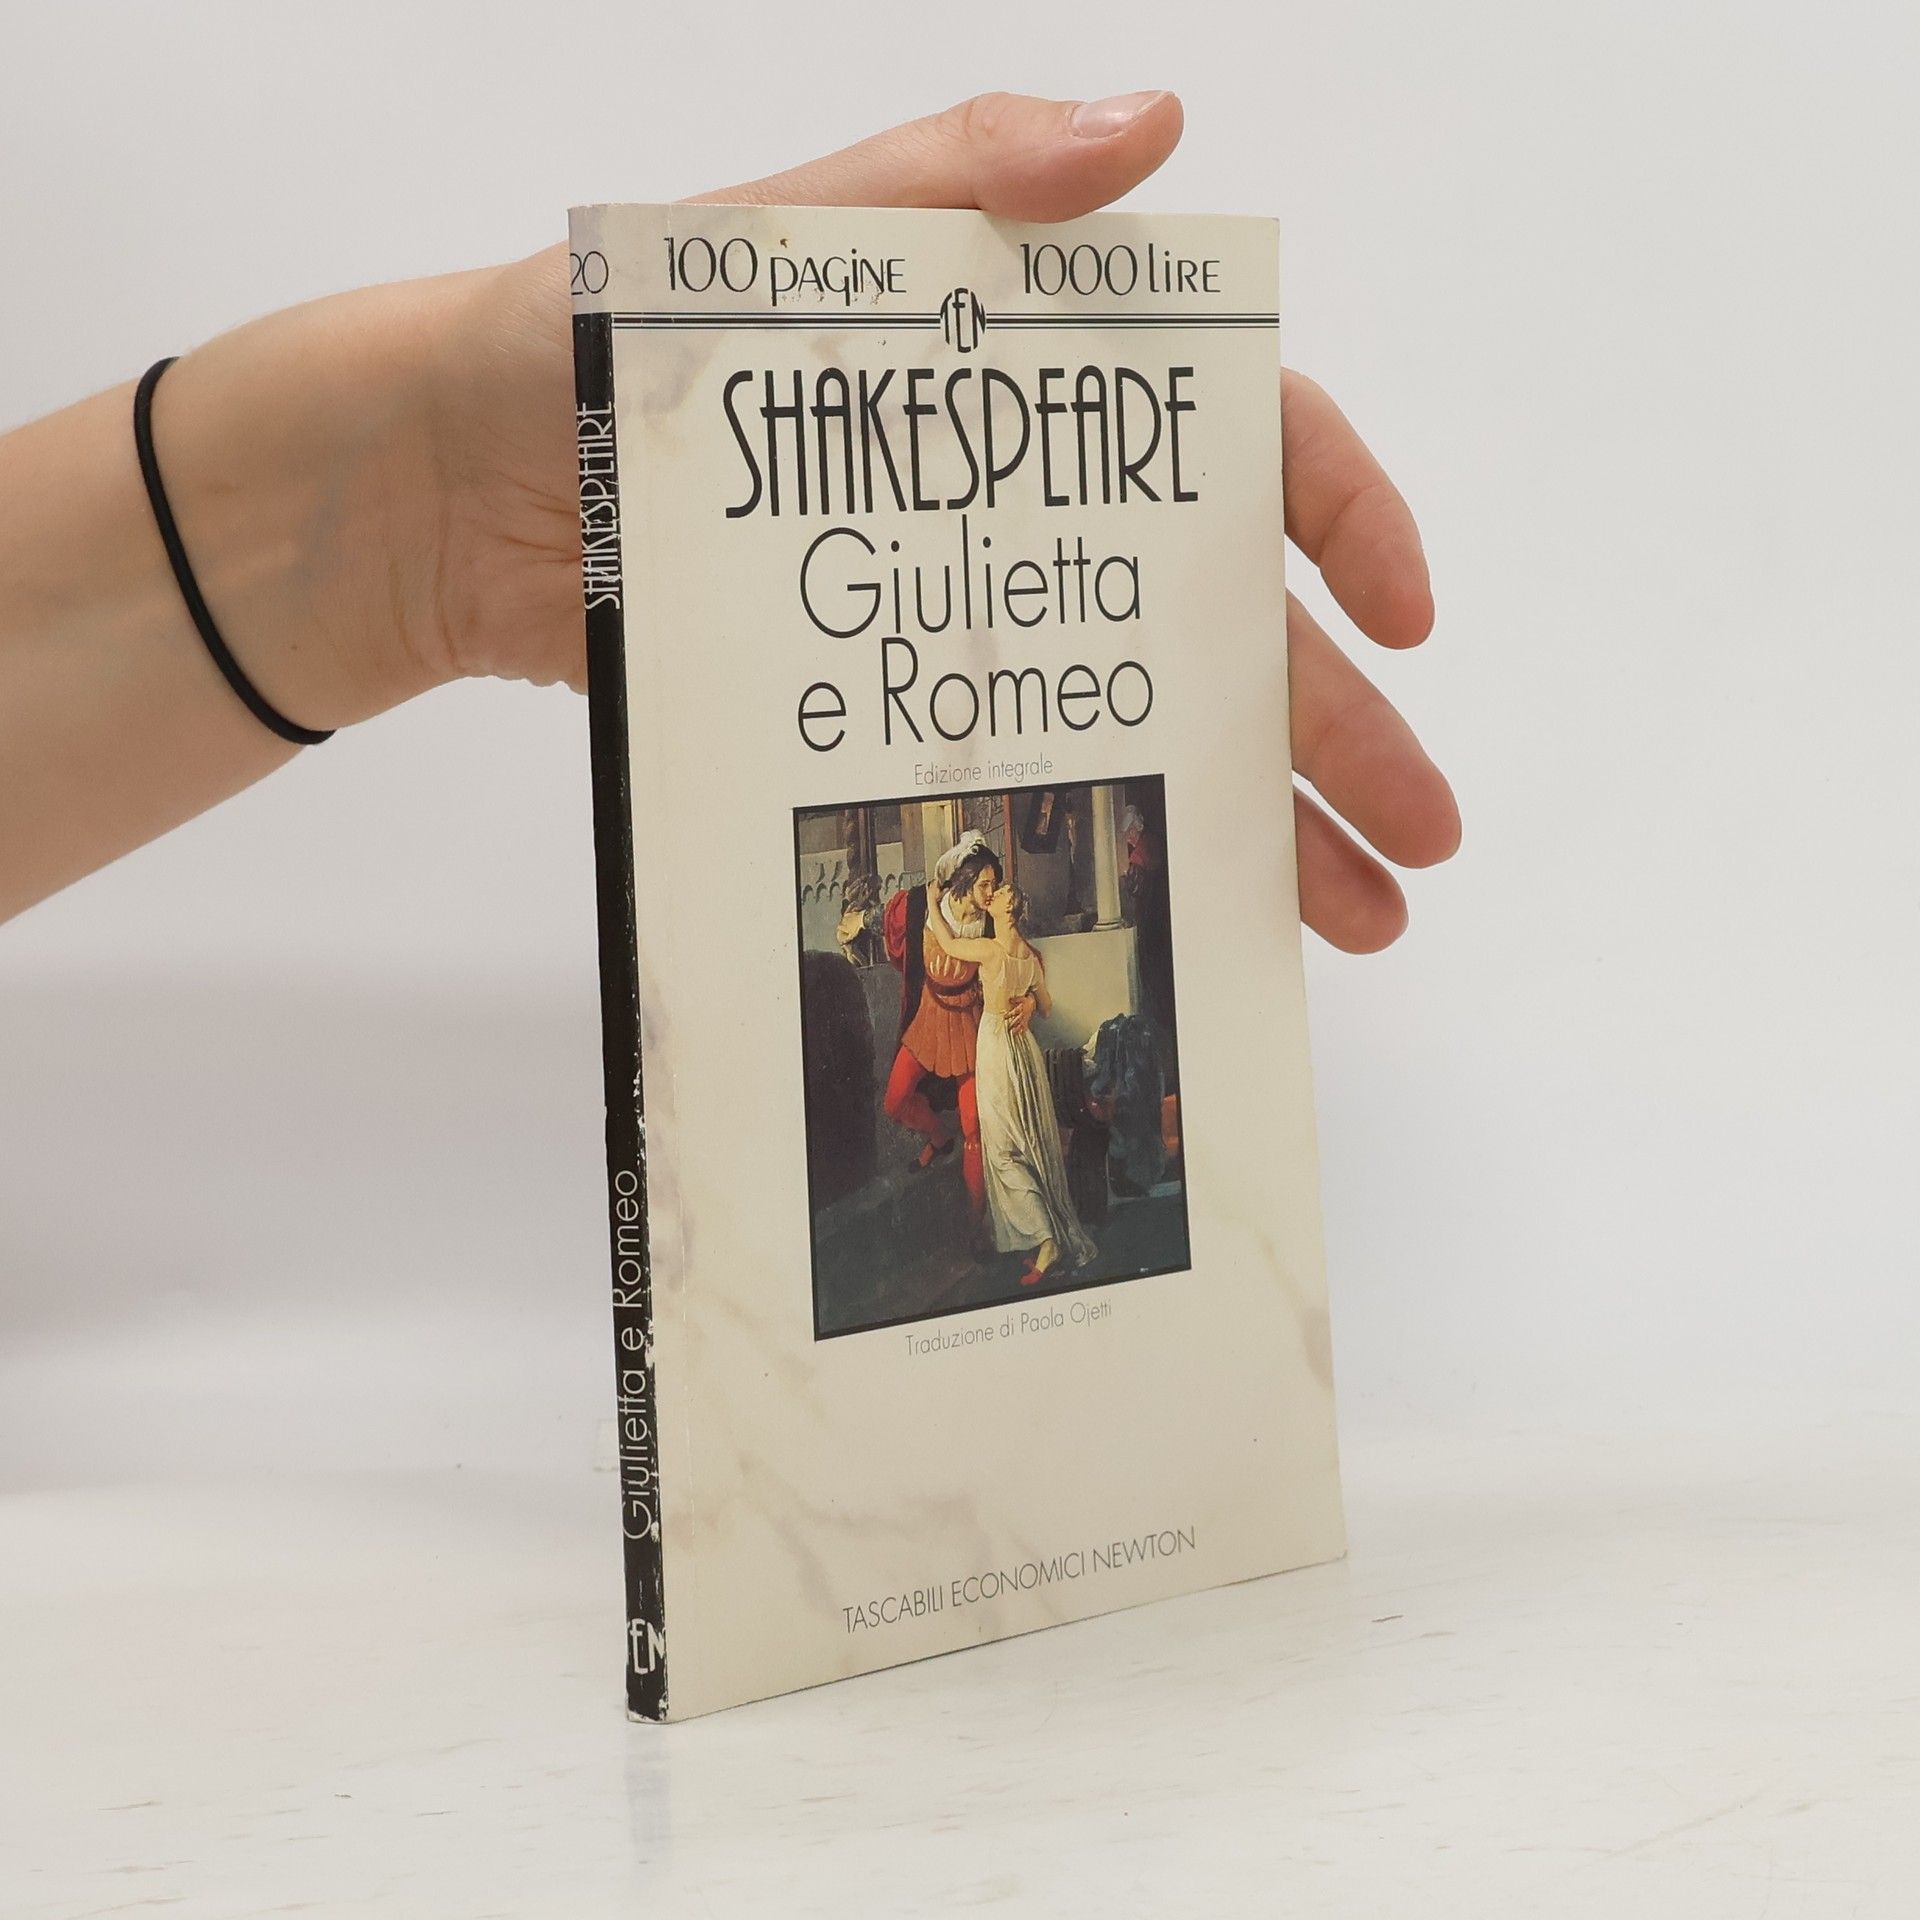 20
100 pagine
1000 lire
TEN
SHAKESPEARE
Giulietta
e Romeo
Edizione integrale
Traduzione di Paola Ojetti
TASCABILI ECONOMICI NEWTON
SHAKESPEARE
Giulietta e Romeo
TEN